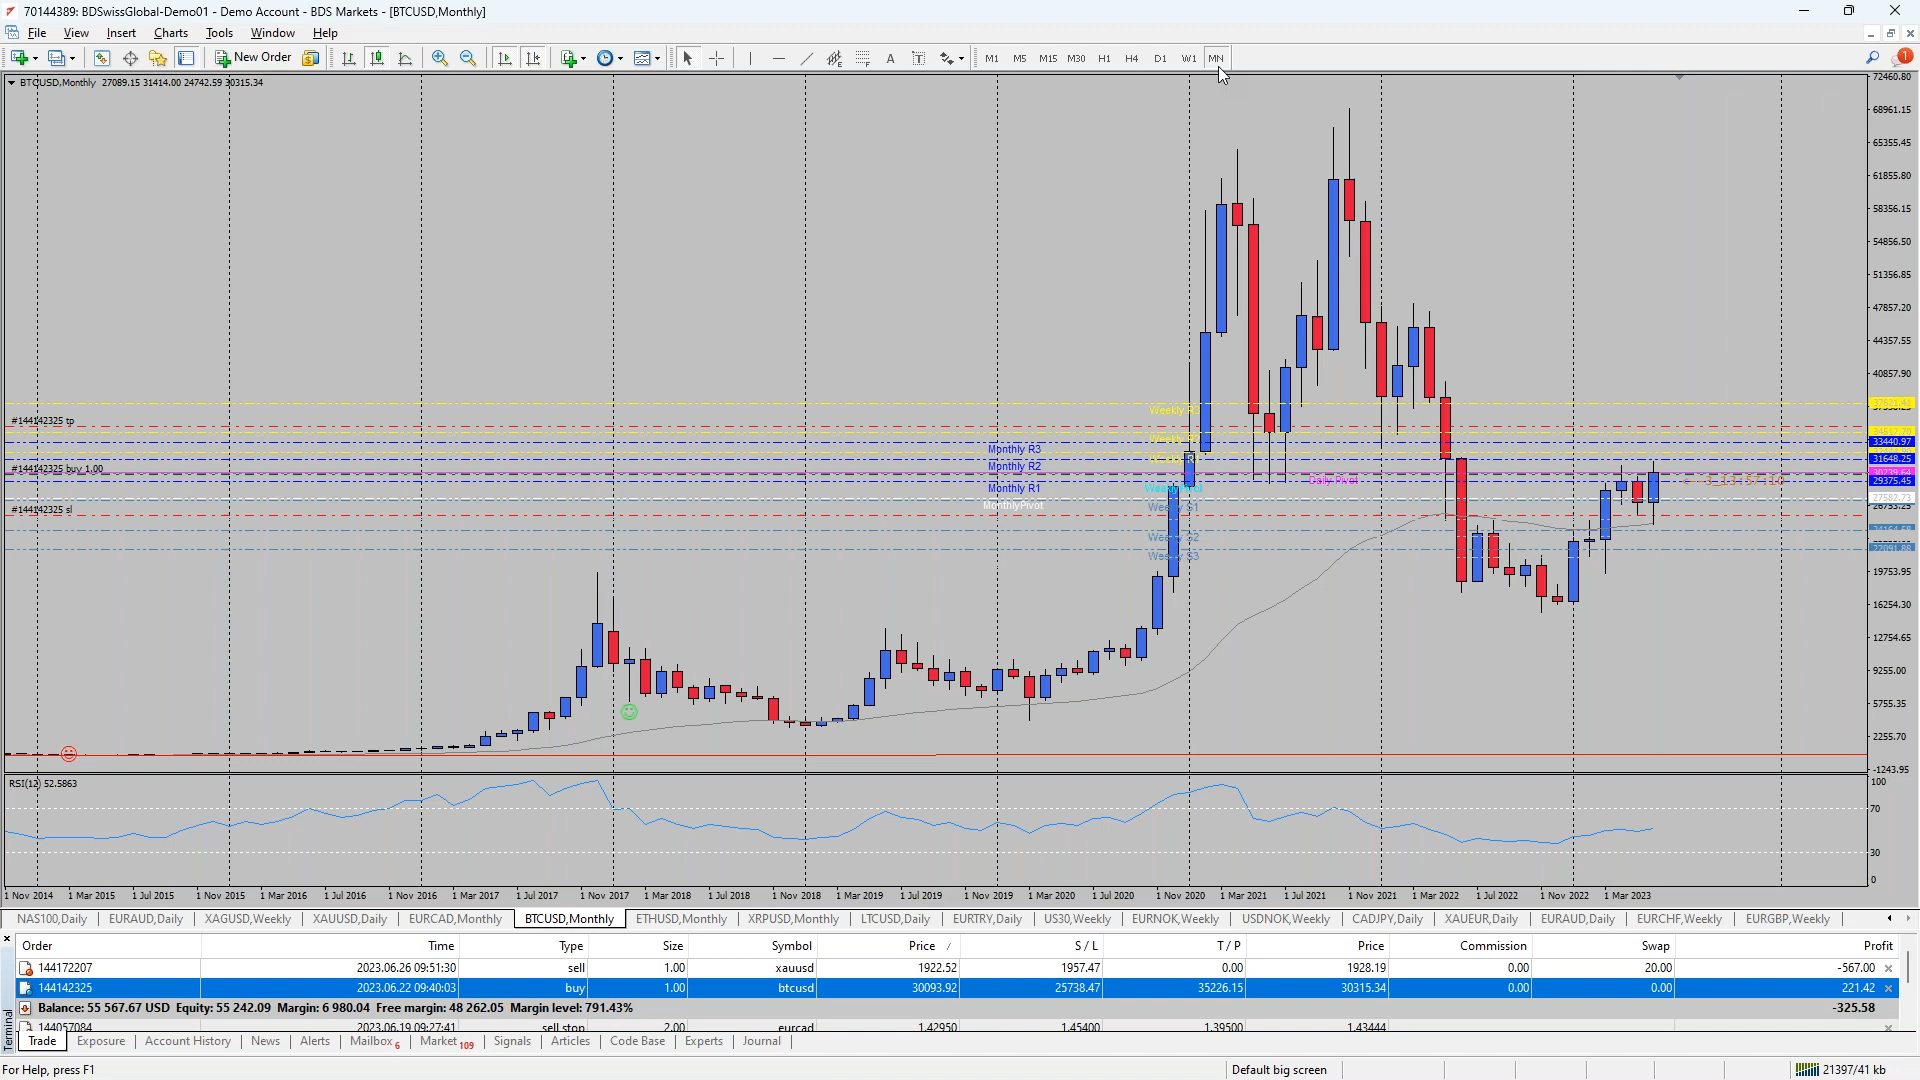 70144389: BDSwissGlobal-Demo01 - Demo Account - BDS Markets - [BTCUSD,Monthly]
File View Insert Charts Tools Window Help
New Order A T M1 M5 M15 M30 H1 H4 D1 W1 MN 1
BTCUSD,Monthly 27089.15 31414.00 24742.59 30315.34
72460.80
68961.15
65355.45
61855.80
58356.15
54856.50
51356.85
47857.20
44357.55
40857.90
Weekly R3
#144142325 tp
33440.97
Monthly R3
31648.25
Monthly R2
#144142325 buy 1.00
29375.45
Daily Pivot
Monthly R1
27582.73
MonthlyPivot
#144142325 sl
22091.88
19753.95
16254.30
12754.65
9255.00
5755.35
2255.70
-1243.95
RSI(12) 52.5863
100
70
30
0
1 Nov 2014 1 Mar 2015 1 Jul 2015 1 Nov 2015 1 Mar 2016 1 Jul 2016 1 Nov 2016 1 Mar 2017 1 Jul 2017 1 Nov 2017 1 Mar 2018 1 Jul 2018 1 Nov 2018 1 Mar 2019 1 Jul 2019 1 Nov 2019 1 Mar 2020 1 Jul 2020 1 Nov 2020 1 Mar 2021 1 Jul 2021 1 Nov 2021 1 Mar 2022 1 Jul 2022 1 Nov 2022 1 Mar 2023
NAS100,Daily EURAUD,Daily XAGUSD,Weekly XAUUSD,Daily EURCAD,Monthly BTCUSD,Monthly ETHUSD,Monthly XRPUSD,Monthly LTCUSD,Daily EURTRY,Daily US30,Weekly EURNOK,Weekly USDNOK,Weekly CADJPY,Daily XAUEUR,Daily EURAUD,Daily EURCHF,Weekly EURGBP,Weekly
Order Time Type Size Symbol Price / S / L T / P Price Commission Swap Profit
144172207 2023.06.26 09:51:30 sell 1.00 xauusd 1922.52 1957.47 0.00 1928.19 0.00 20.00 -567.00
144142325 2023.06.22 09:40:03 buy 1.00 btcusd 30093.92 25738.47 35226.15 30315.34 0.00 0.00 221.42
Balance: 55 567.67 USD Equity: 55 242.09 Margin: 6 980.04 Free margin: 48 262.05 Margin level: 791.43% -325.58
144057084 2023.06.19 09:27:41 sell stop 2.00 eurcad 1.42950 1.45400 1.39500 1.43444
Terminal
Trade Exposure Account History News Alerts Mailbox 6 Market 109 Signals Articles Code Base Experts Journal
For Help, press F1 Default big screen 21397/41 kb